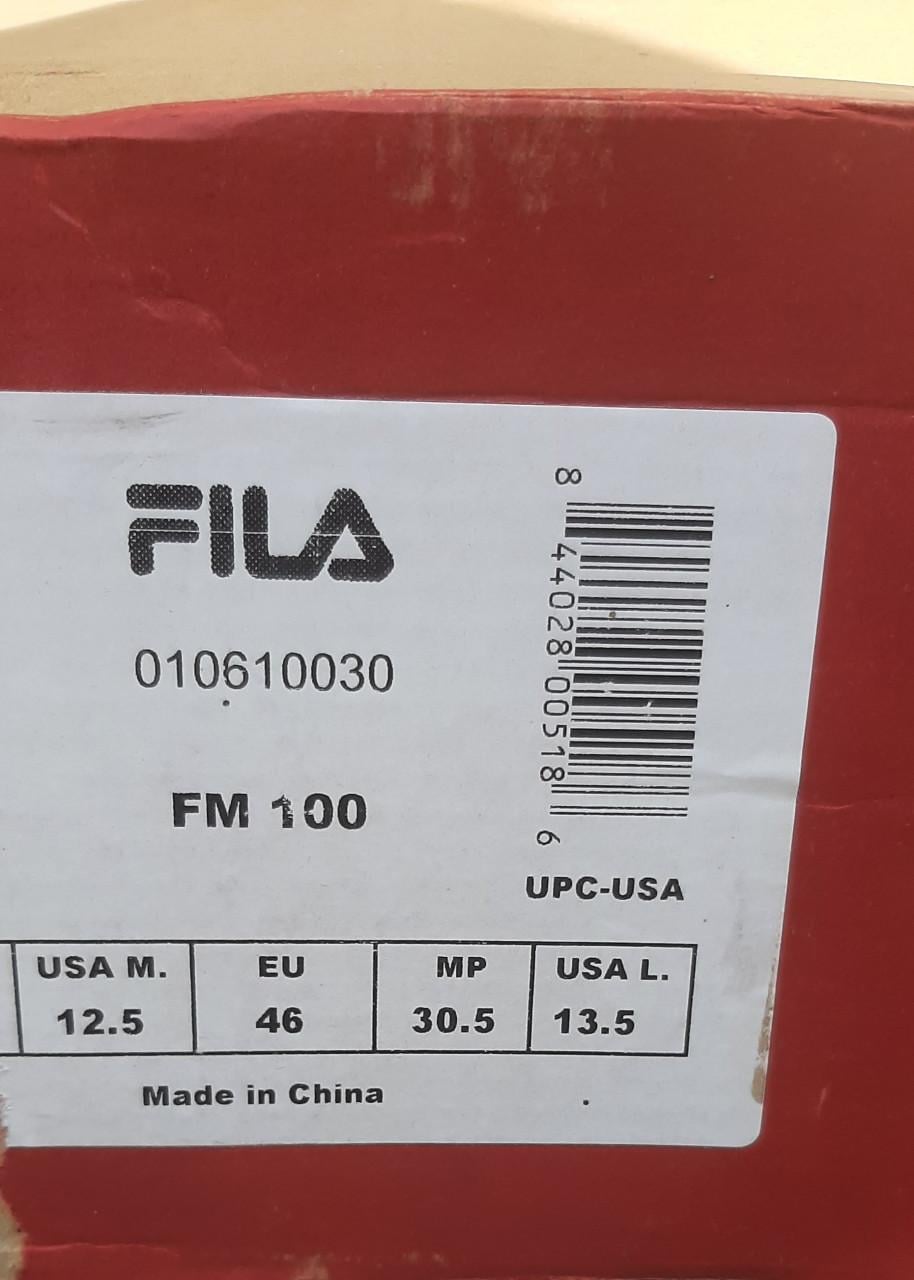 FILA
010610030
FM 100
8 44028 00518 6
UPC-USA
USA M. EU MP USA L.
12.5 46 30.5 13.5
Made in China